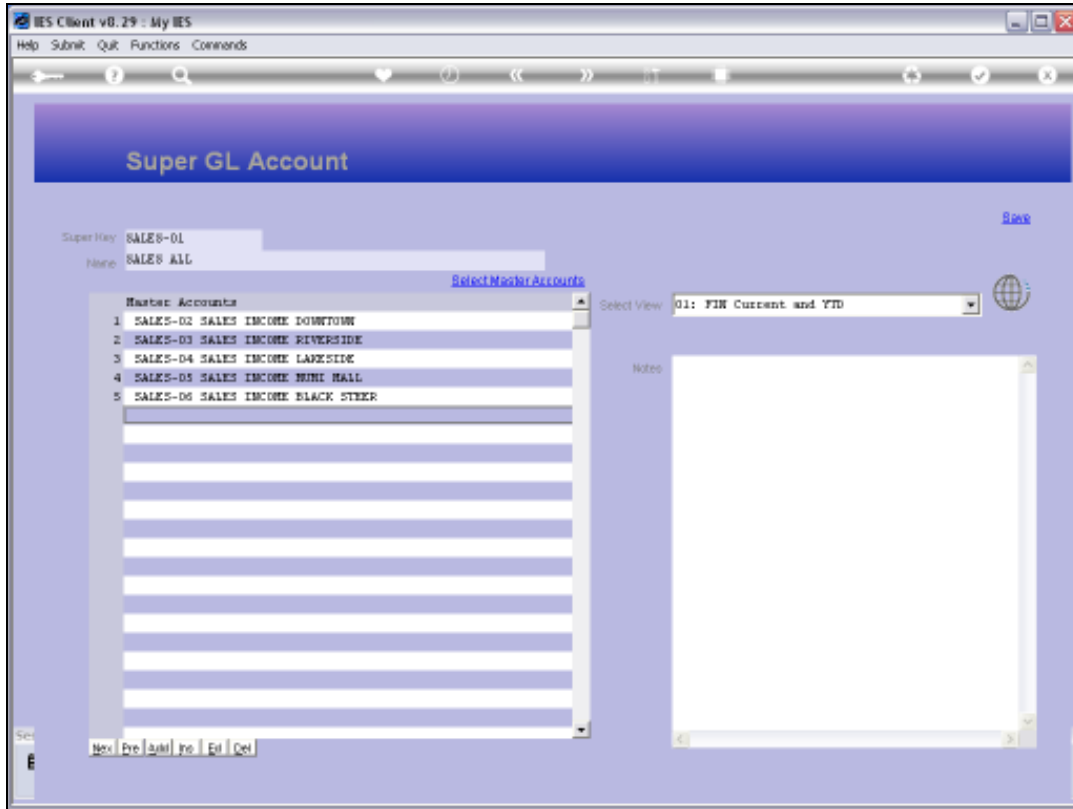 IES Client v8.29 : My IES
Help Submit Quit Functions Commands
Super GL Account
Save
Super Key SALES-01
Name SALES ALL
Select Master Accounts
Master Accounts
Select View 01: FIN Current and YTD
1 SALES-02 SALES INCOME DOWNTOWN
2 SALES-03 SALES INCOME RIVERSIDE
3 SALES-04 SALES INCOME LAKESIDE
4 SALES-05 SALES INCOME MUMI MALL
5 SALES-06 SALES INCOME BLACK STEER
Notes
Nex Pre Add Ins Ed Del